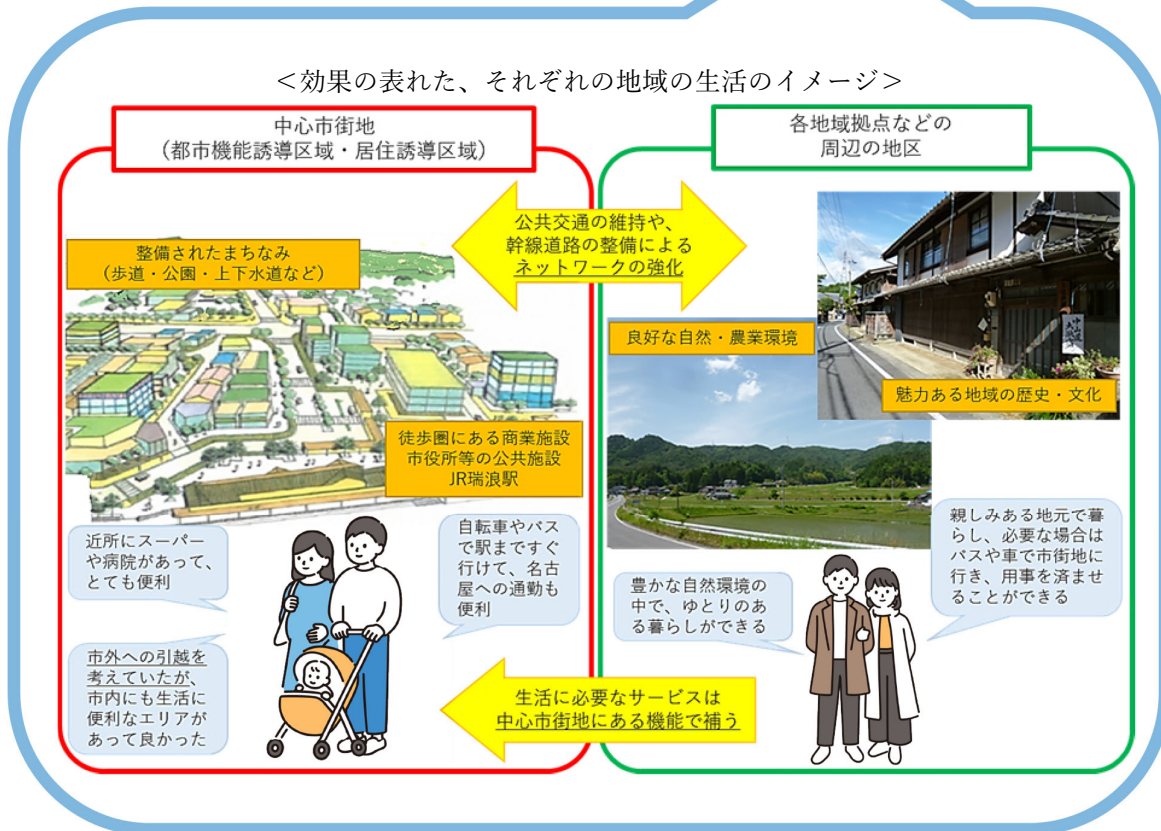 ＜効果の表れた、それぞれの地域の生活のイメージ＞
中心市街地
（都市機能誘導区域・居住誘導区域）
各地域拠点などの
周辺の地区
公共交通の維持や、
幹線道路の整備による
ネットワークの強化
整備されたまちなみ
（歩道・公園・上下水道など）
良好な自然・農業環境
魅力ある地域の歴史・文化
徒歩圏にある商業施設
市役所等の公共施設
JR瑞浪駅
近所にスーパー
や病院があって、
とても便利
自転車やバス
で駅まですぐ
行けて、名古
屋への通勤も
便利
市外への引越を
考えていたが、
市内にも生活に
便利なエリアが
あって良かった
豊かな自然環境の
中で、ゆとりのあ
る暮らしができる
親しみある地元で暮
らし、必要な場合は
バスや車で市街地に
行き、用事を済ませ
ることができる
生活に必要なサービスは
中心市街地にある機能で補う